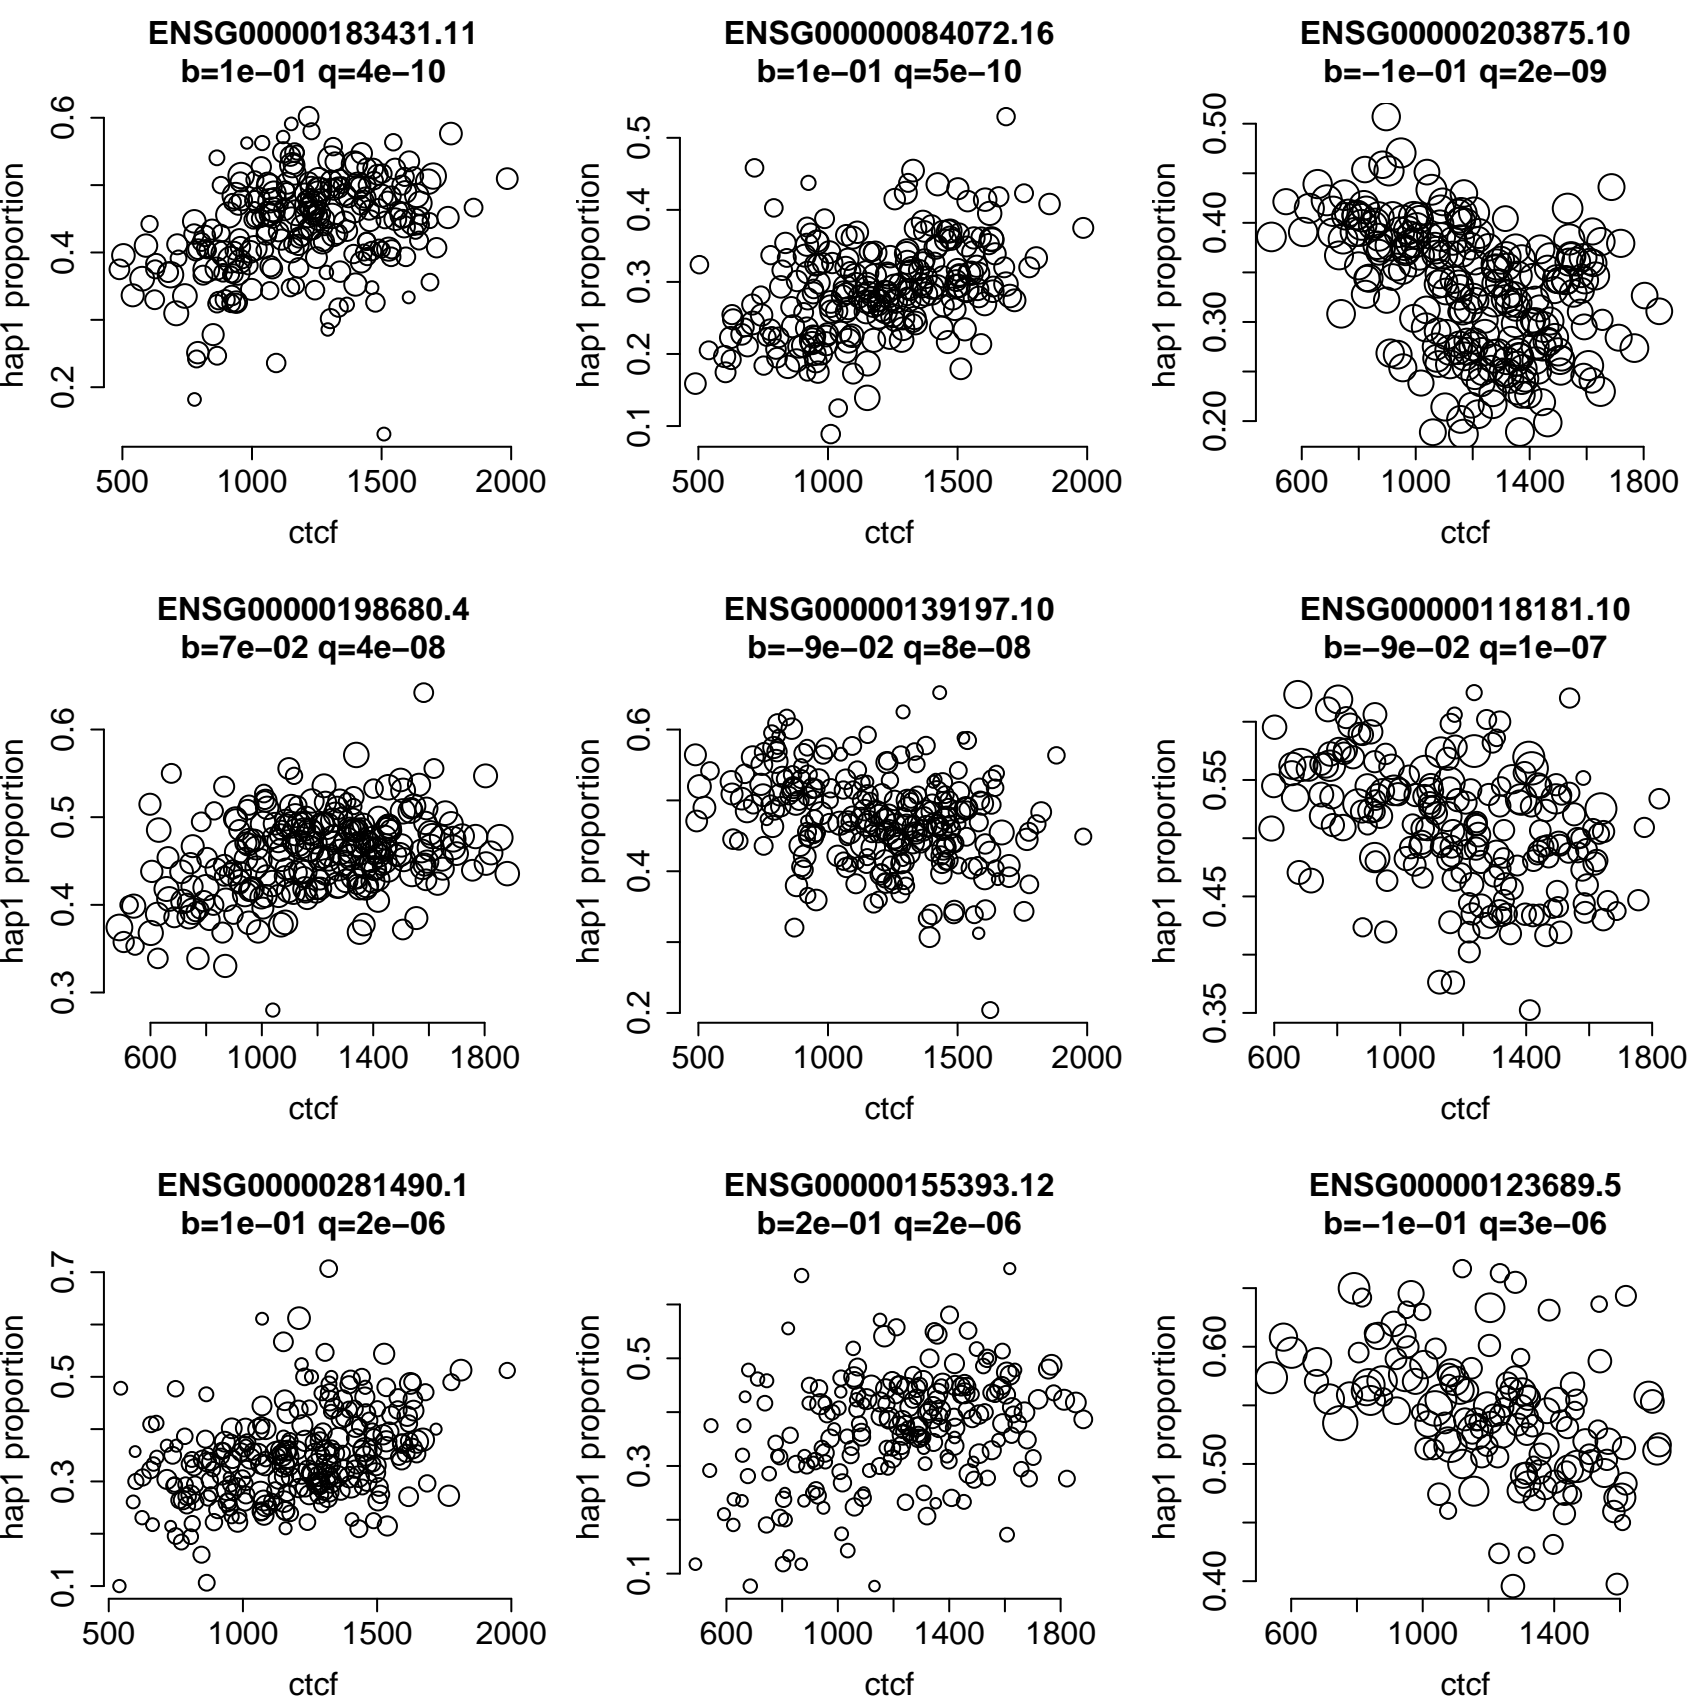 ENSG00000183431.11
b=1e−01 q=4e−10
hap1 proportion
0.2 0.4 0.6
500 1000 1500 2000
ctcf
ENSG00000084072.16
b=1e−01 q=5e−10
hap1 proportion
0.1 0.2 0.3 0.4 0.5
500 1000 1500 2000
ctcf
ENSG00000203875.10
b=−1e−01 q=2e−09
hap1 proportion
0.20 0.30 0.40 0.50
600 1000 1400 1800
ctcf
ENSG00000198680.4
b=7e−02 q=4e−08
hap1 proportion
0.3 0.4 0.5 0.6
600 1000 1400 1800
ctcf
ENSG00000139197.10
b=−9e−02 q=8e−08
hap1 proportion
0.2 0.4 0.6
500 1000 1500 2000
ctcf
ENSG00000118181.10
b=−9e−02 q=1e−07
hap1 proportion
0.35 0.45 0.55
600 1000 1400 1800
ctcf
ENSG00000281490.1
b=1e−01 q=2e−06
hap1 proportion
0.1 0.3 0.5 0.7
500 1000 1500 2000
ctcf
ENSG00000155393.12
b=2e−01 q=2e−06
hap1 proportion
0.1 0.3 0.5
600 1000 1400 1800
ctcf
ENSG00000123689.5
b=−1e−01 q=3e−06
hap1 proportion
0.40 0.50 0.60
600 1000 1400
ctcf